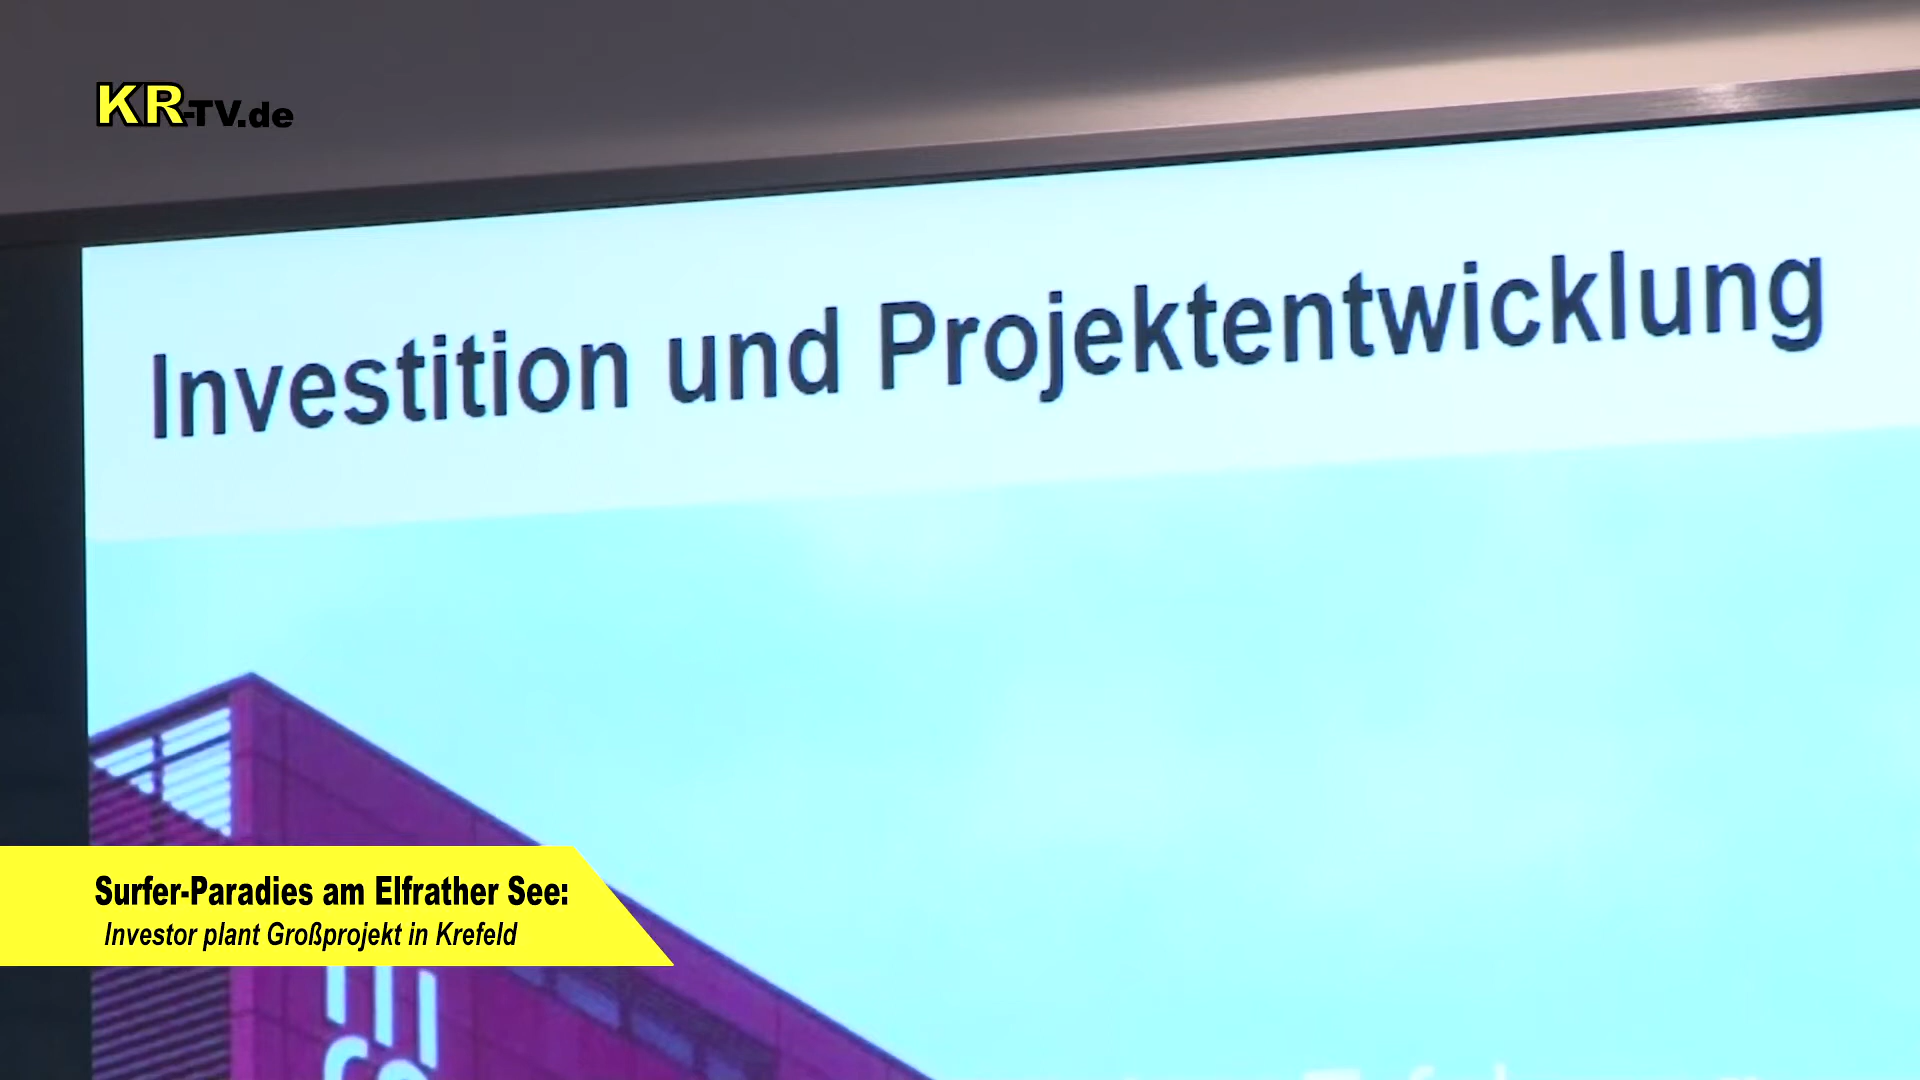 KR-TV.de
Investition und Projektentwicklung
Surfer-Paradies am Elfrather See:
Investor plant Großprojekt in Krefeld